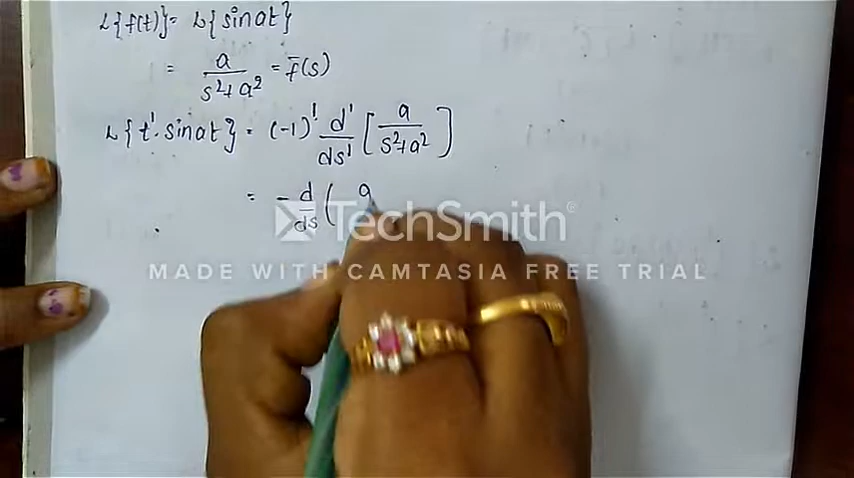 L{f(t)} = L{sinat}
= a/(s²+a²) = f̄(s)
L{t¹. sinat} = (-1)¹ d¹/ds¹ [a/(s²+a²)]
= - d/ds ( a
TechSmith®
MADE WITH CAMTASIA FREE TRIAL